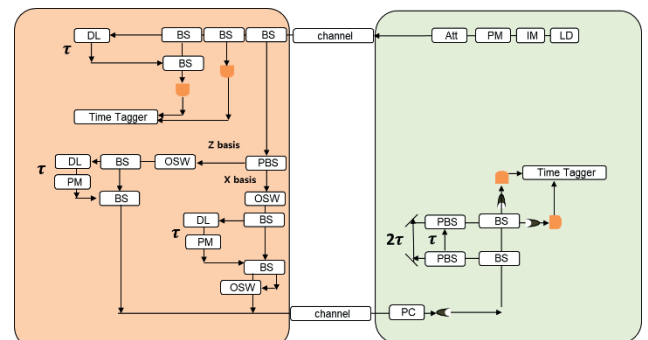 DL BS BS BS channel Att PM IM LD
τ
BS
Time Tagger
Z basis
Time Tagger
τ DL BS OSW PBS
X basis
PM BS OSW
DL BS
PBS BS
2τ τ
τ PM
PBS BS
BS
OSW
channel PC